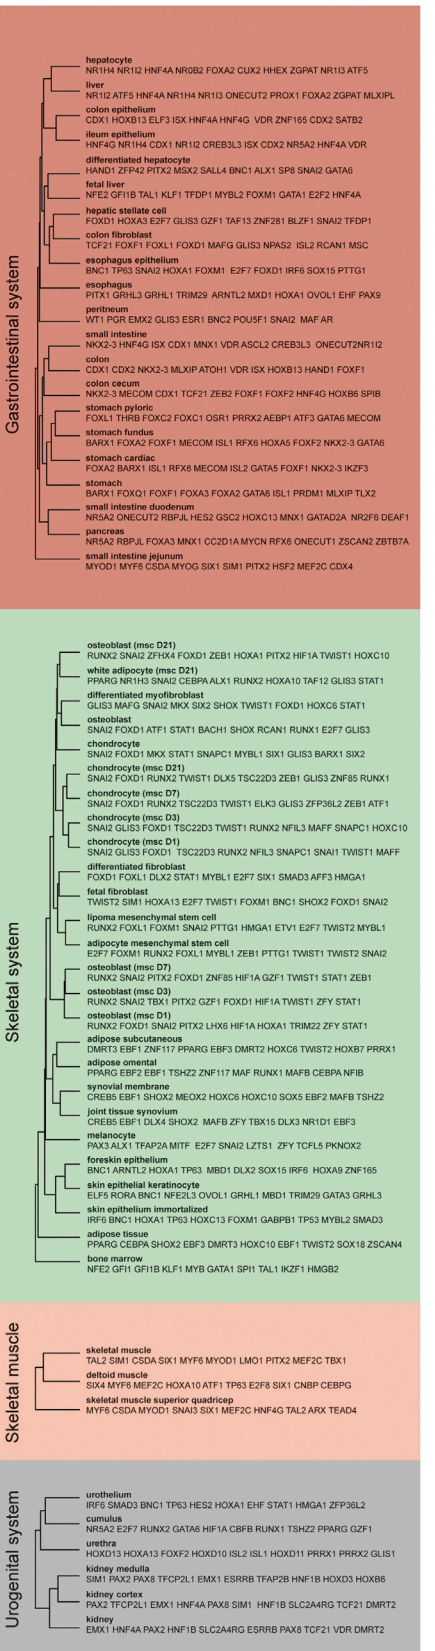 Gastrointestinal system
hepatocyte
NR1H4 NR1I2 HNF4A NR0B2 FOXA2 CUX2 HHEX ZGPAT NR1I3 ATF5
liver
NR1I2 ATF5 HNF4A NR1H4 NR1I3 ONECUT2 PROX1 FOXA2 ZGPAT MLXIPL
colon epithelium
CDX1 HOXB13 ELF3 ISX HNF4A HNF4G VDR ZNF165 CDX2 SATB2
ileum epithelium
HNF4G NR1H4 CDX1 NR1I2 CREB3L3 ISX CDX2 NR5A2 HNF4A VDR
differentiated hepatocyte
HAND1 ZFP42 PITX2 MSX2 SALL4 BNC1 ALX1 SP8 SNAI2 GATA6
fetal liver
NFE2 GFI1B TAL1 KLF1 TFDP1 MYBL2 FOXM1 GATA1 E2F2 HNF4A
hepatic stellate cell
FOXD1 HOXA3 E2F7 GLIS3 GZF1 TAF13 ZNF281 BLZF1 SNAI2 TFDP1
colon fibroblast
TCF21 FOXF1 FOXL1 FOXD1 MAFG GLIS3 NPAS2 ISL2 RCAN1 MSC
esophagus epithelium
BNC1 TP63 SNAI2 HOXA1 FOXM1 E2F7 FOXD1 IRF6 SOX15 PTTG1
esophagus
PITX1 GRHL3 GRHL1 TRIM29 ARNTL2 MXD1 HOXA1 OVOL1 EHF PAX9
peritneum
WT1 PGR EMX2 GLIS3 ESR1 BNC2 POU5F1 SNAI2 MAF AR
small intestine
NKX2-3 HNF4G ISX CDX1 MNX1 VDR ASCL2 CREB3L3 ONECUT2NR1I2
colon
CDX1 CDX2 NKX2-3 MLXIP ATOH1 VDR ISX HOXB13 HAND1 FOXF1
colon cecum
NKX2-3 MECOM CDX1 TCF21 ZEB2 FOXF1 FOXF2 HNF4G HOXB6 SPIB
stomach pyloric
FOXL1 THRB FOXC2 FOXC1 OSR1 PRRX2 AEBP1 ATF3 GATA6 MECOM
stomach fundus
BARX1 FOXA2 FOXF1 MECOM ISL1 RFX6 HOXA5 FOXF2 NKX2-3 GATA6
stomach cardiac
FOXA2 BARX1 ISL1 RFX6 MECOM ISL2 GATA5 FOXF1 NKX2-3 IKZF3
stomach
BARX1 FOXQ1 FOXF1 FOXA3 FOXA2 GATA6 ISL1 PRDM1 MLXIP TLX2
small intestine duodenum
NR5A2 ONECUT2 RBPJL HES2 GSC2 HOXC13 MNX1 GATAD2A NR2F6 DEAF1
pancreas
NR5A2 RBPJL FOXA3 MNX1 CC2D1A MYCN RFX6 ONECUT1 ZSCAN2 ZBTB7A
small intestine jejunum
MYOD1 MYF6 CSDA MYOG SIX1 SIM1 PITX2 HSF2 MEF2C CDX4
Skeletal system
osteoblast (msc D21)
RUNX2 SNAI2 ZFHX4 FOXD1 ZEB1 HOXA1 PITX2 HIF1A TWIST1 HOXC10
white adipocyte (msc D21)
PPARG NR1H3 SNAI2 CEBPA ALX1 RUNX2 HOXA10 TAF12 GLIS3 STAT1
differentiated myofibroblast
GLIS3 MAFG SNAI2 MKX SIX2 SHOX TWIST1 FOXD1 HOXC6 STAT1
osteoblast
SNAI2 FOXD1 ATF1 STAT1 BACH1 SHOX RCAN1 RUNX1 E2F7 GLIS3
chondrocyte
SNAI2 FOXD1 MKX STAT1 SNAPC1 MYBL1 SIX1 GLIS3 BARX1 SIX2
chondrocyte (msc D21)
SNAI2 FOXD1 RUNX2 TWIST1 DLX5 TSC22D3 ZEB1 GLIS3 ZNF85 RUNX1
chondrocyte (msc D7)
SNAI2 FOXD1 RUNX2 TSC22D3 TWIST1 ELK3 GLIS3 ZFP36L2 ZEB1 ATF1
chondrocyte (msc D3)
SNAI2 GLIS3 FOXD1 TSC22D3 TWIST1 RUNX2 NFIL3 MAFF SNAPC1 HOXC10
chondrocyte (msc D1)
SNAI2 GLIS3 FOXD1 TSC22D3 RUNX2 NFIL3 SNAPC1 SNAI1 TWIST1 MAFF
differentiated fibroblast
FOXD1 FOXL1 DLX2 STAT1 MYBL1 E2F7 SIX1 SMAD3 AFF3 HMGA1
fetal fibroblast
TWIST2 SIM1 HOXA13 E2F7 TWIST1 FOXM1 BNC1 SHOX2 FOXD1 SNAI2
lipoma mesenchymal stem cell
RUNX2 FOXL1 FOXM1 SNAI2 PTTG1 HMGA1 ETV1 E2F7 TWIST2 MYBL1
adipocyte mesenchymal stem cell
E2F7 FOXM1 RUNX2 FOXL1 MYBL1 ZEB1 PTTG1 TWIST1 TWIST2 SNAI2
osteoblast (msc D7)
RUNX2 SNAI2 PITX2 FOXD1 ZNF85 HIF1A GZF1 TWIST1 STAT1 ZEB1
osteoblast (msc D3)
RUNX2 SNAI2 TBX1 PITX2 GZF1 FOXD1 HIF1A TWIST1 ZFY STAT1
osteoblast (msc D1)
RUNX2 FOXD1 SNAI2 PITX2 LHX6 HIF1A HOXA1 TRIM22 ZFY STAT1
adipose subcutaneous
DMRT3 EBF1 ZNF117 PPARG EBF3 DMRT2 HOXC6 TWIST2 HOXB7 PRRX1
adipose omental
PPARG EBF2 EBF1 TSHZ2 ZNF117 MAF RUNX1 MAFB CEBPA NFIB
synovial membrane
CREB5 EBF1 SHOX2 MEOX2 HOXC6 HOXC10 SOX5 EBF2 MAFB TSHZ2
joint tissue synovium
CREB5 EBF1 DLX4 SHOX2 MAFB ZFY TBX15 DLX3 NR1D1 EBF3
melanocyte
PAX3 ALX1 TFAP2A MITF E2F7 SNAI2 LZTS1 ZFY TCFL5 PKNOX2
foreskin epithelium
BNC1 ARNTL2 HOXA1 TP63 MBD1 DLX2 SOX15 IRF6 HOXA9 ZNF165
skin epithelial keratinocyte
ELF5 RORA BNC1 NFE2L3 OVOL1 GRHL1 MBD1 TRIM29 GATA3 GRHL3
skin epithelium immortalized
IRF6 BNC1 HOXA1 TP63 HOXC13 FOXM1 GABPB1 TP53 MYBL2 SMAD3
adipose tissue
PPARG CEBPA SHOX2 EBF3 DMRT3 HOXC10 EBF1 TWIST2 SOX18 ZSCAN4
bone marrow
NFE2 GFI1 GFI1B KLF1 MYB GATA1 SPI1 TAL1 IKZF1 HMGB2
Skeletal muscle
skeletal muscle
TAL2 SIM1 CSDA SIX1 MYF6 MYOD1 LMO1 PITX2 MEF2C TBX1
deltoid muscle
SIX4 MYF6 MEF2C HOXA10 ATF1 TP63 E2F8 SIX1 CNBP CEBPG
skeletal muscle superior quadricep
MYF6 CSDA MYOD1 SNAI3 SIX1 MEF2C HNF4G TAL2 ARX TEAD4
Urogenital system
urothelium
IRF6 SMAD3 BNC1 TP63 HES2 HOXA1 EHF STAT1 HMGA1 ZFP36L2
cumulus
NR5A2 E2F7 RUNX2 GATA6 HIF1A CBFB RUNX1 TSHZ2 PPARG GZF1
urethra
HOXD13 HOXA13 FOXF2 HOXD10 ISL2 ISL1 HOXD11 PRRX1 PRRX2 GLIS1
kidney medulla
SIM1 PAX2 PAX8 TFCP2L1 EMX1 ESRRB TFAP2B HNF1B HOXD3 HOXB6
kidney cortex
PAX2 TFCP2L1 EMX1 HNF4A PAX8 SIM1 HNF1B SLC2A4RG TCF21 DMRT2
kidney
EMX1 HNF4A PAX2 HNF1B SLC2A4RG ESRRB PAX8 TCF21 VDR DMRT2